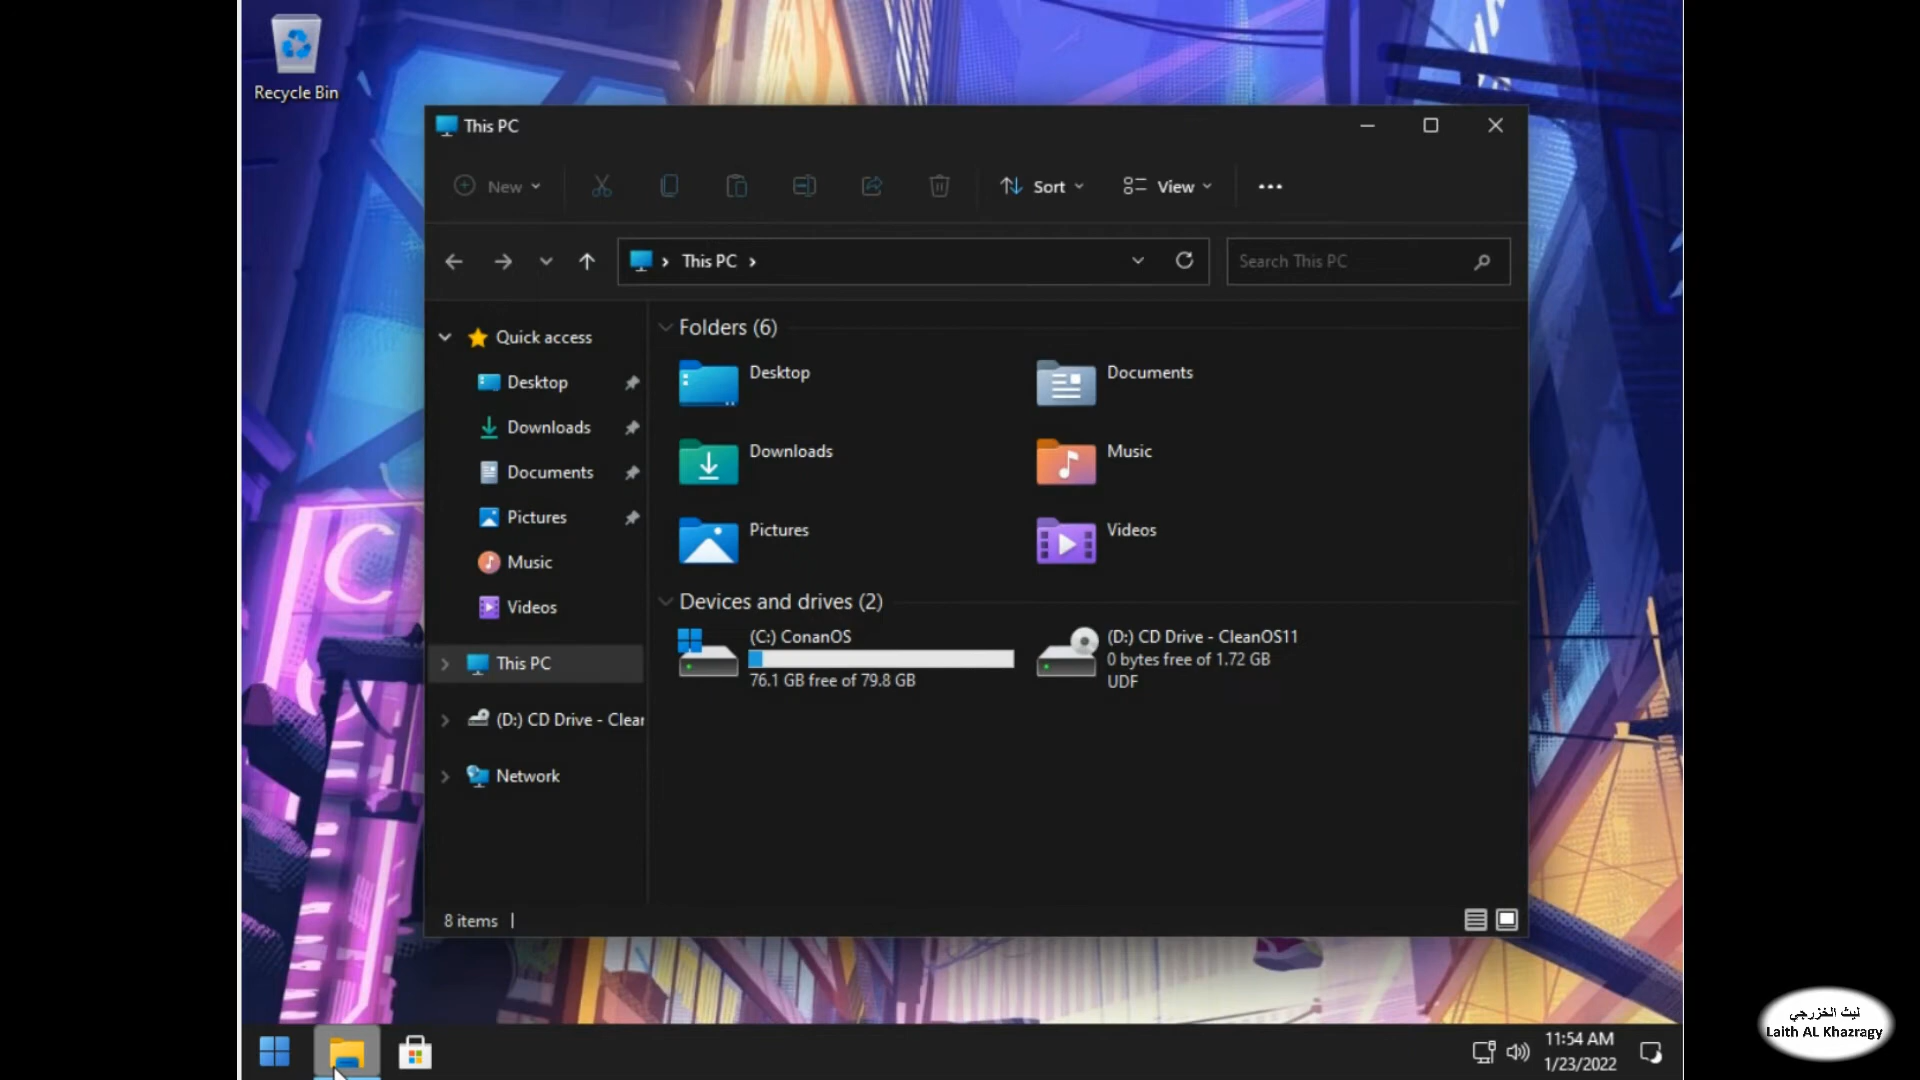 Recycle Bin
This PC
New
Sort
View
This PC
Search This PC
Quick access
Desktop
Downloads
Documents
Pictures
Music
Videos
This PC
(D:) CD Drive - Clear
Network
Folders (6)
Desktop
Documents
Downloads
Music
Pictures
Videos
Devices and drives (2)
(C:) ConanOS
76.1 GB free of 79.8 GB
(D:) CD Drive - CleanOS11
0 bytes free of 1.72 GB
UDF
8 items
11:54 AM
1/23/2022
ليث الخزرجي
Laith AL Khazragy